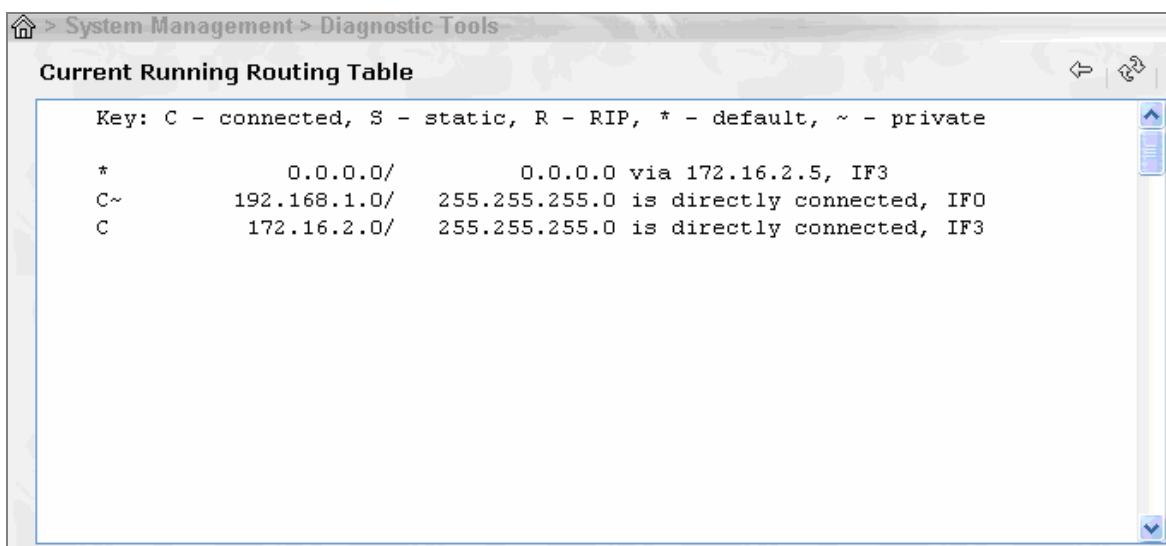 > System Management > Diagnostic Tools
Current Running Routing Table
Key: C - connected, S - static, R - RIP, * - default, ~ - private
* 0.0.0.0/ 0.0.0.0 via 172.16.2.5, IF3
C~ 192.168.1.0/ 255.255.255.0 is directly connected, IF0
C 172.16.2.0/ 255.255.255.0 is directly connected, IF3